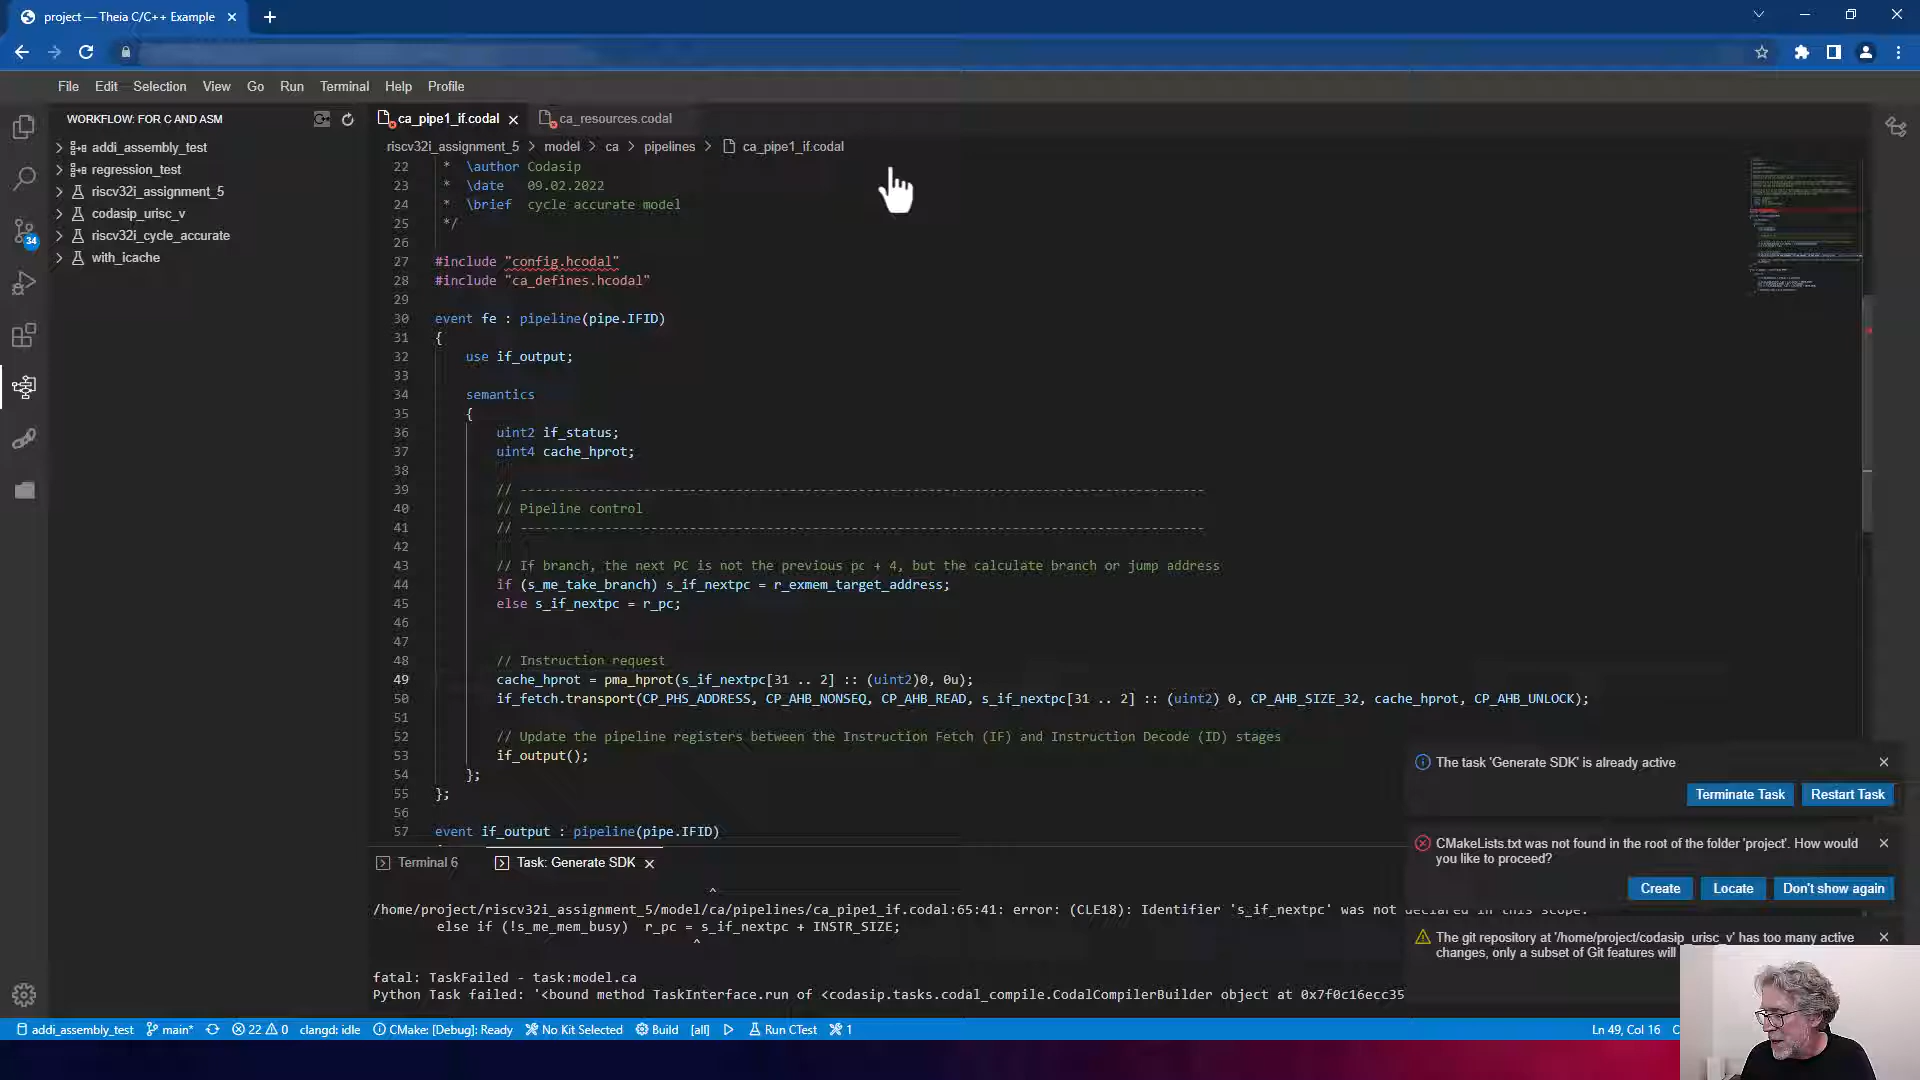 project — Theia C/C++ Example
File Edit Selection View Go Run Terminal Help Profile
WORKFLOW: FOR C AND ASM
addi_assembly_test
regression_test
riscv32i_assignment_5
codasip_urisc_v
riscv32i_cycle_accurate
with_icache
34
ca_pipe1_if.codal
ca_resources.codal
riscv32i_assignment_5 > model > ca > pipelines > ca_pipe1_if.codal
22 * \author Codasip
23 * \date 09.02.2022
24 * \brief cycle accurate model
25 */
26
27 #include "config.hcodal"
28 #include "ca_defines.hcodal"
29
30 event fe : pipeline(pipe.IFID)
31 {
32 use if_output;
33
34 semantics
35 {
36 uint2 if_status;
37 uint4 cache_hprot;
38
39 // -----------------------------------------------------------------------------------------
40 // Pipeline control
41 // -----------------------------------------------------------------------------------------
42
43 // If branch, the next PC is not the previous pc + 4, but the calculate branch or jump address
44 if (s_me_take_branch) s_if_nextpc = r_exmem_target_address;
45 else s_if_nextpc = r_pc;
46
47
48 // Instruction request
49 cache_hprot = pma_hprot(s_if_nextpc[31 .. 2] :: (uint2)0, 0u);
50 if_fetch.transport(CP_PHS_ADDRESS, CP_AHB_NONSEQ, CP_AHB_READ, s_if_nextpc[31 .. 2] :: (uint2) 0, CP_AHB_SIZE_32, cache_hprot, CP_AHB_UNLOCK);
51
52 // Update the pipeline registers between the Instruction Fetch (IF) and Instruction Decode (ID) stages
53 if_output();
54 };
55 };
56
57 event if_output : pipeline(pipe.IFID)
The task 'Generate SDK' is already active
Terminate Task Restart Task
CMakeLists.txt was not found in the root of the folder 'project'. How would
you like to proceed?
Create Locate Don't show again
The git repository at '/home/project/codasip_urisc_v' has too many active
changes, only a subset of Git features will
Terminal 6 Task: Generate SDK
^
/home/project/riscv32i_assignment_5/model/ca/pipelines/ca_pipe1_if.codal:65:41: error: (CLE18): Identifier 's_if_nextpc' was not declared in this scope.
else if (!s_me_mem_busy) r_pc = s_if_nextpc + INSTR_SIZE;
^
fatal: TaskFailed - task:model.ca
Python Task failed: '<bound method TaskInterface.run of <codasip.tasks.codal_compile.CodalCompilerBuilder object at 0x7f0c16ecc35
addi_assembly_test main* 22 0 clangd: idle CMake: [Debug]: Ready No Kit Selected Build [all] Run CTest 1 Ln 49, Col 16